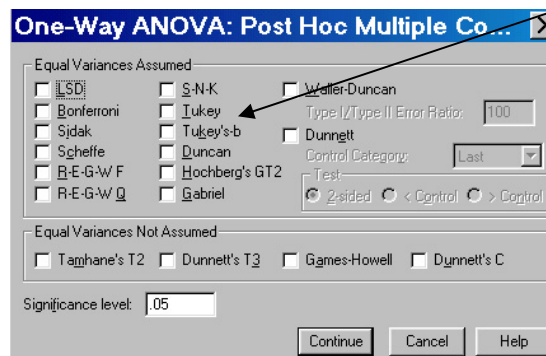 One-Way ANOVA: Post Hoc Multiple Co...
Equal Variances Assumed
LSD S-N-K Waller-Duncan
Bonferroni Tukey Type I/Type II Error Ratio: 100
Sidak Tukey's-b Dunnett
Scheffe Duncan Control Category: Last
R-E-G-W F Hochberg's GT2 Test
R-E-G-W Q Gabriel 2-sided < Control > Control
Equal Variances Not Assumed
Tamhane's T2 Dunnett's T3 Games-Howell Dunnett's C
Significance level: .05
Continue Cancel Help